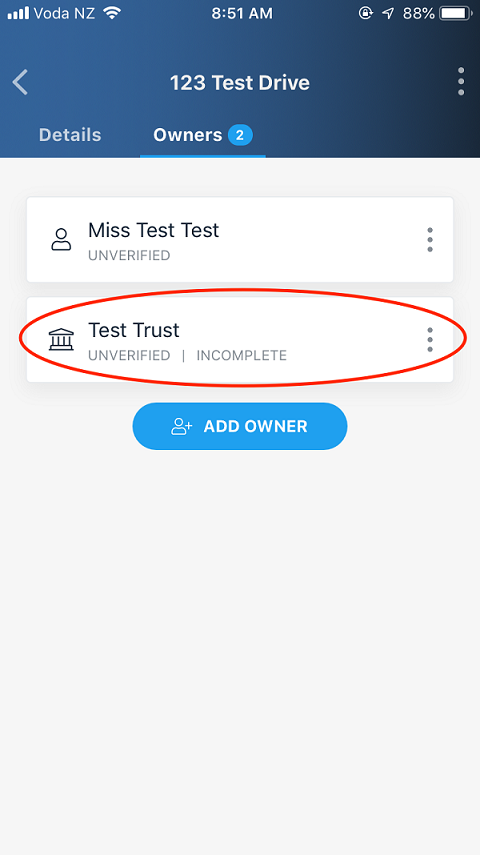 Voda NZ 8:51 AM 88%
123 Test Drive
Details Owners 2
Miss Test Test
UNVERIFIED
Test Trust
UNVERIFIED | INCOMPLETE
ADD OWNER